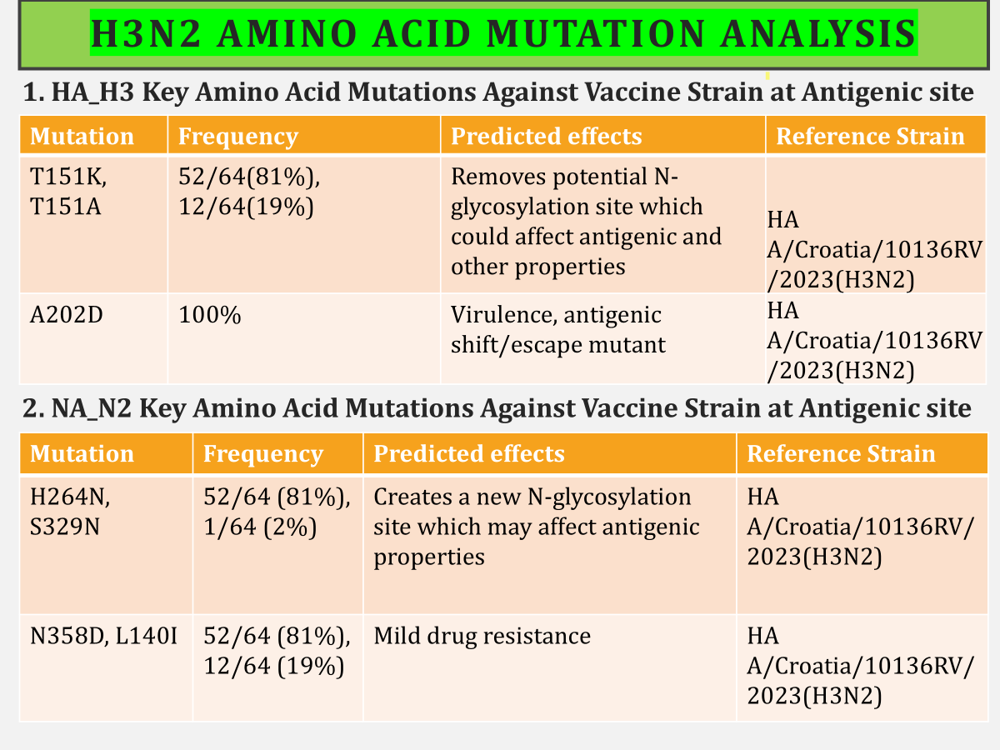 H3N2 AMINO ACID MUTATION ANALYSIS
1. HA_H3 Key Amino Acid Mutations Against Vaccine Strain at Antigenic site
Mutation Frequency Predicted effects Reference Strain
T151K,
T151A
52/64(81%),
12/64(19%)
Removes potential N-
glycosylation site which
could affect antigenic and
other properties
HA
A/Croatia/10136RV
/2023(H3N2)
A202D
100%
Virulence, antigenic
shift/escape mutant
HA
A/Croatia/10136RV
/2023(H3N2)
2. NA_N2 Key Amino Acid Mutations Against Vaccine Strain at Antigenic site
Mutation Frequency Predicted effects Reference Strain
H264N,
S329N
52/64 (81%),
1/64 (2%)
Creates a new N-glycosylation
site which may affect antigenic
properties
HA
A/Croatia/10136RV/
2023(H3N2)
N358D, L140I
52/64 (81%),
12/64 (19%)
Mild drug resistance
HA
A/Croatia/10136RV/
2023(H3N2)